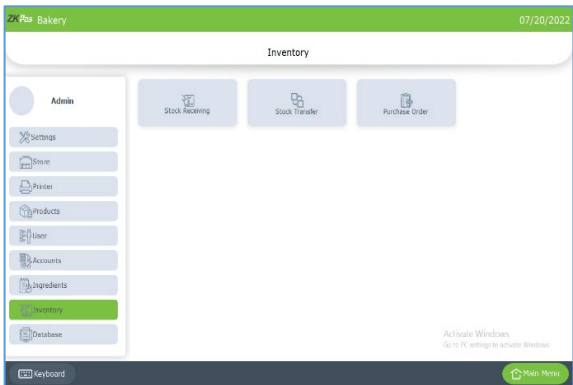 ZKPos Bakery 07/20/2022
Inventory
Admin
Stock Receiving
Stock Transfer
Purchase Order
Settings
Store
Printer
Products
User
Accounts
Ingredients
Inventory
Database
Activate Windows
Go to PC settings to activate Windows.
Keyboard
Main Menu